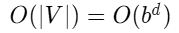 O(|V|) = O(b^d)